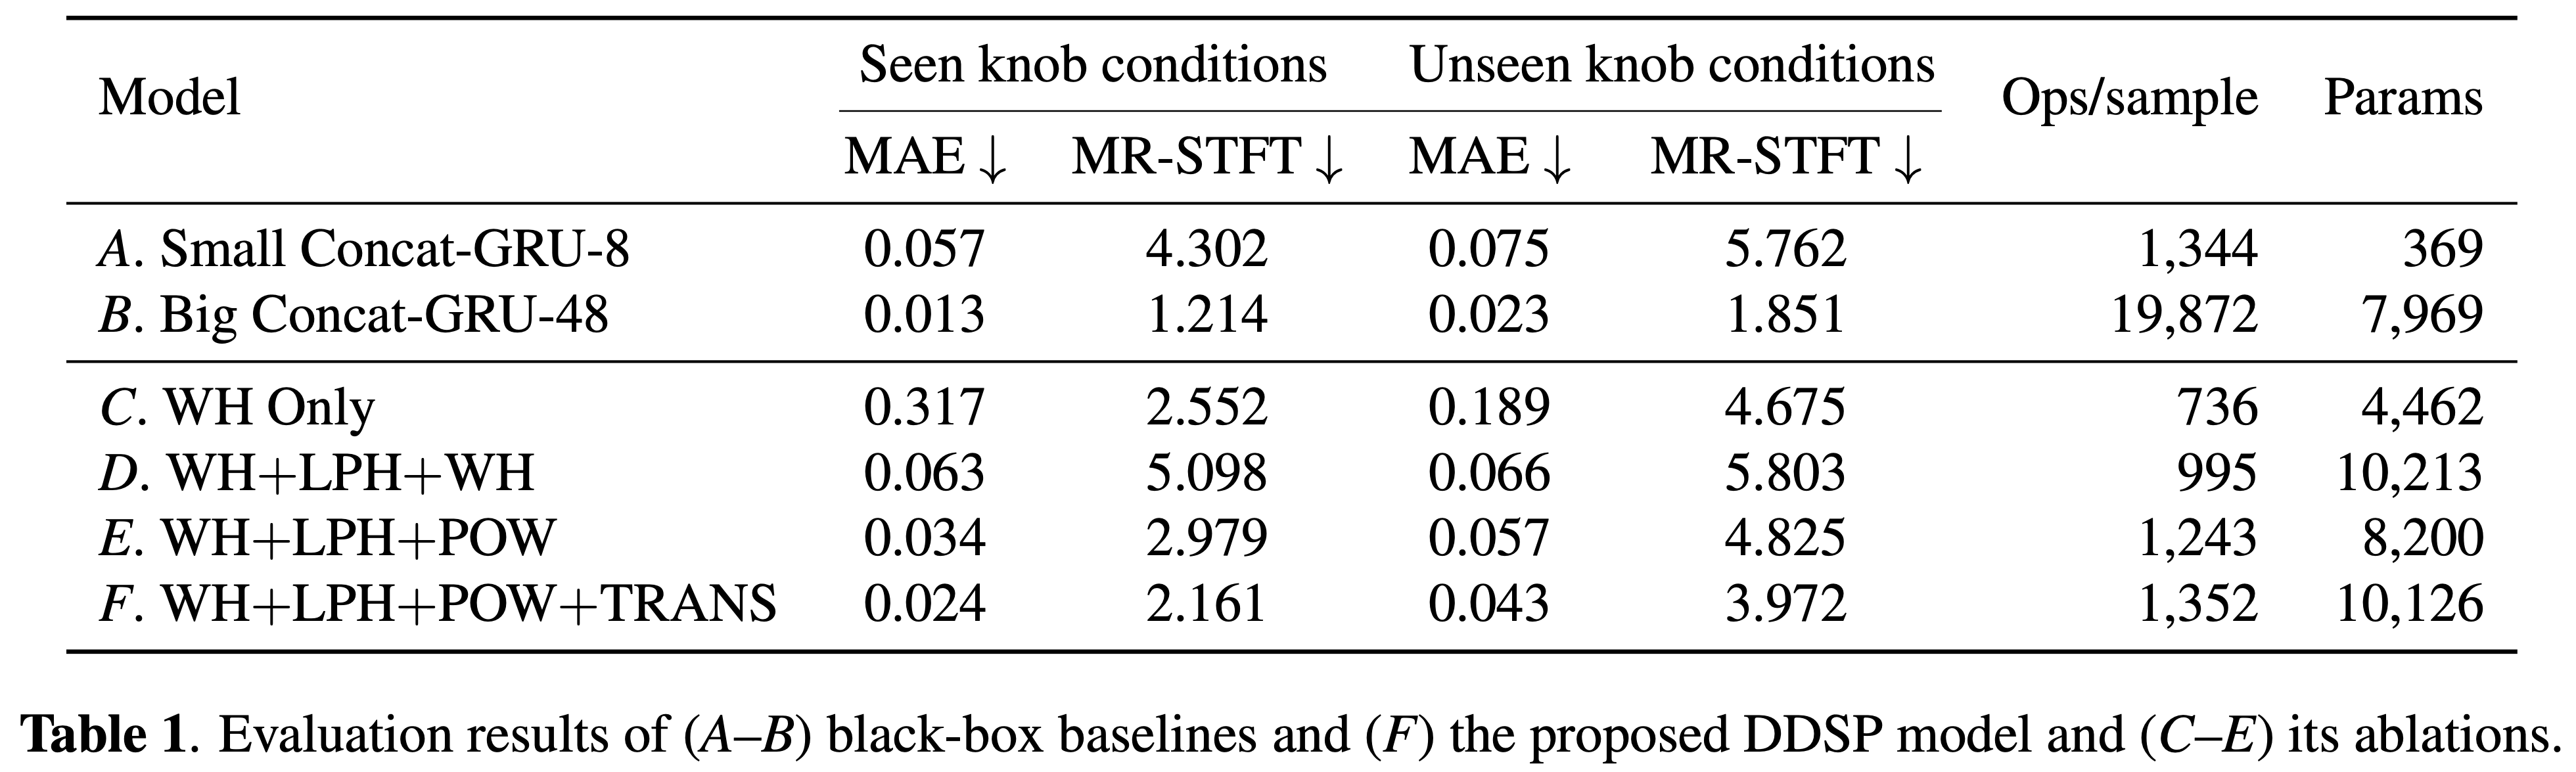 Model Seen knob conditions Unseen knob conditions Ops/sample Params
MAE ↓ MR-STFT ↓ MAE ↓ MR-STFT ↓
A. Small Concat-GRU-8 0.057 4.302 0.075 5.762 1,344 369
B. Big Concat-GRU-48 0.013 1.214 0.023 1.851 19,872 7,969
C. WH Only 0.317 2.552 0.189 4.675 736 4,462
D. WH+LPH+WH 0.063 5.098 0.066 5.803 995 10,213
E. WH+LPH+POW 0.034 2.979 0.057 4.825 1,243 8,200
F. WH+LPH+POW+TRANS 0.024 2.161 0.043 3.972 1,352 10,126
Table 1. Evaluation results of (A–B) black-box baselines and (F) the proposed DDSP model and (C–E) its ablations.